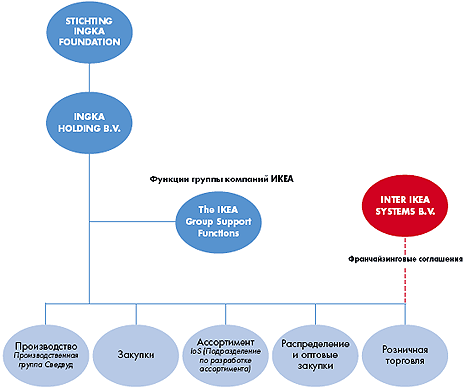 STICHTING
INGKA
FOUNDATION
INGKA
HOLDING B.V.
Функции группы компаний ИКЕА
The IKEA
Group Support
Functions
INTER IKEA
SYSTEMS B.V.
Франчайзинговые соглашения
Производство
Производственная
группа Сведвуд
Закупки
Ассортимент
IoS (Подразделение
по разработке
ассортимента)
Распределение
и оптовые
закупки
Розничная
торговля